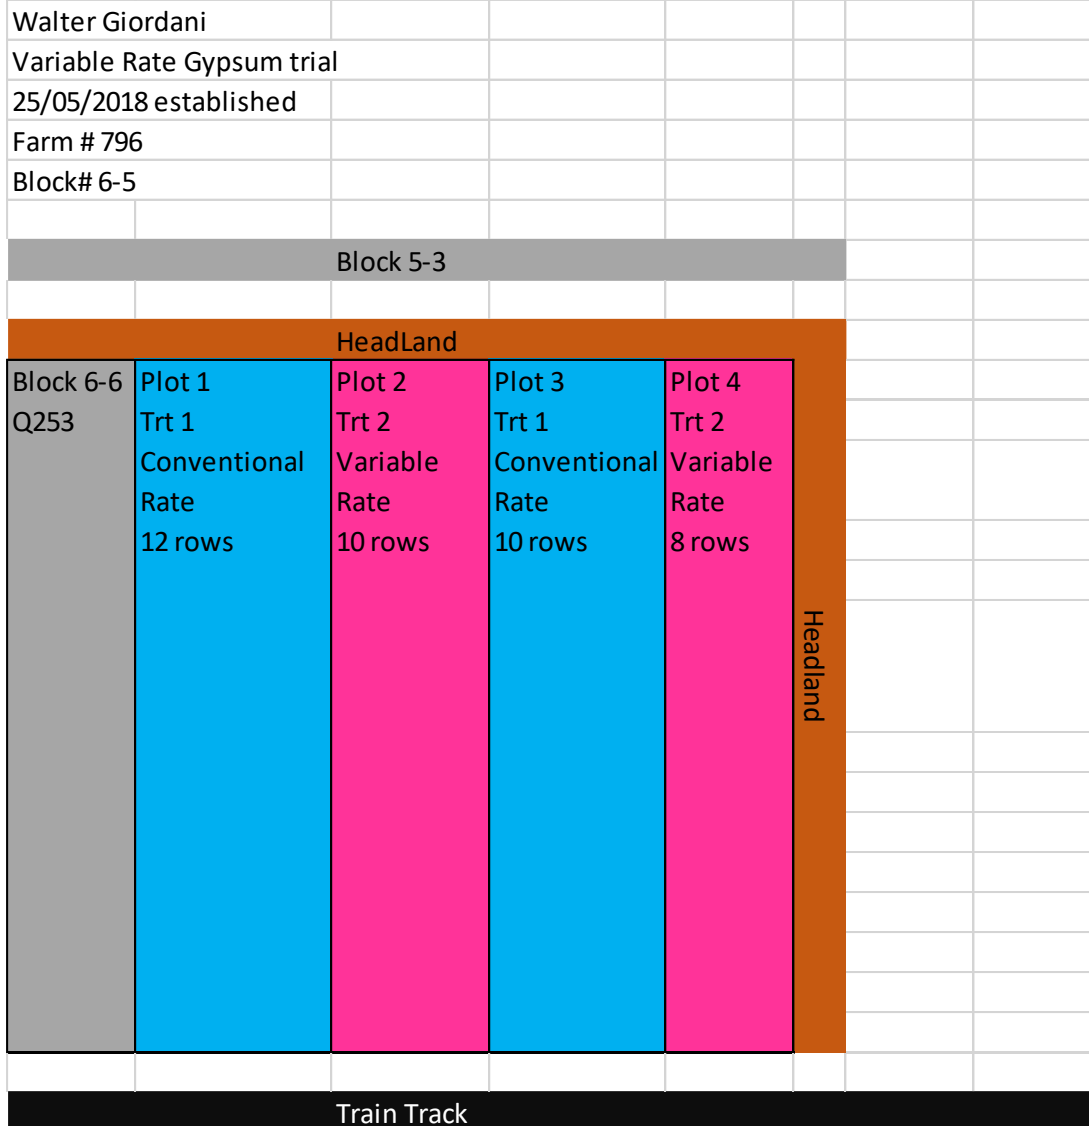 Walter Giordani
Variable Rate Gypsum trial
25/05/2018 established
Farm # 796
Block# 6-5
Block 5-3
HeadLand
Block 6-6
Q253
Plot 1
Trt 1
Conventional
Rate
12 rows
Plot 2
Trt 2
Variable
Rate
10 rows
Plot 3
Trt 1
Conventional
Rate
10 rows
Plot 4
Trt 2
Variable
Rate
8 rows
Headland
Train Track